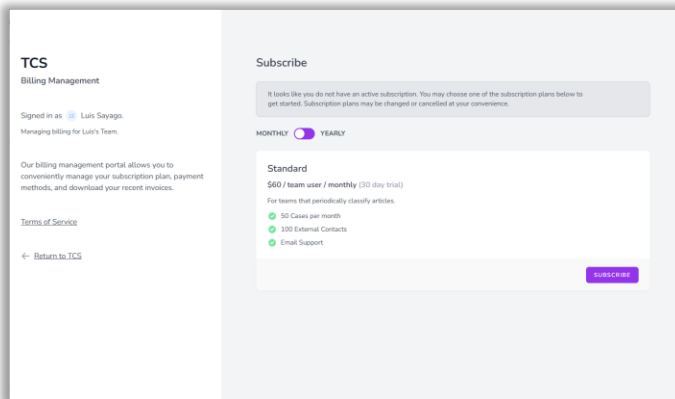 TCS
Billing Management
Signed in as Luis Sayago.
Managing billing for Luis's Team.
Our billing management portal allows you to
conveniently manage your subscription plan, payment
methods, and download your recent invoices.
Terms of Service
← Return to TCS
Subscribe
It looks like you do not have an active subscription. You may choose one of the subscription plans below to
get started. Subscription plans may be changed or cancelled at your convenience.
MONTHLY YEARLY
Standard
$60 / team user / monthly (30 day trial)
For teams that periodically classify articles.
50 Cases per month
100 External Contacts
Email Support
SUBSCRIBE